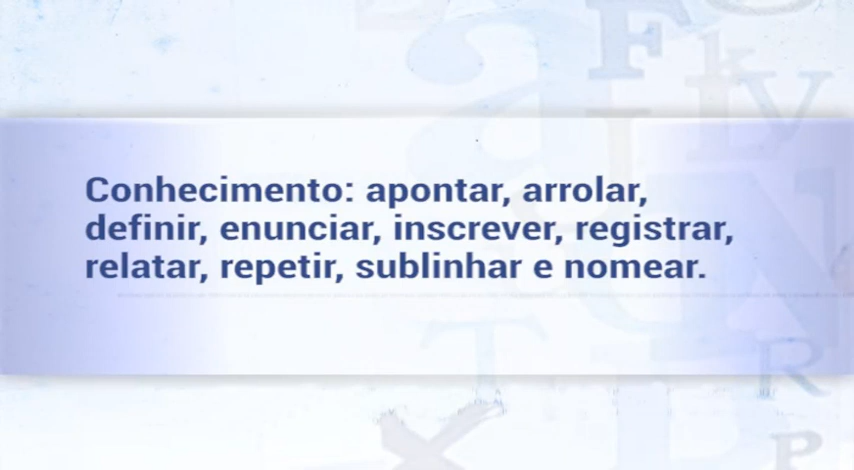 Conhecimento: apontar, arrolar,
definir, enunciar, inscrever, registrar,
relatar, repetir, sublinhar e nomear.